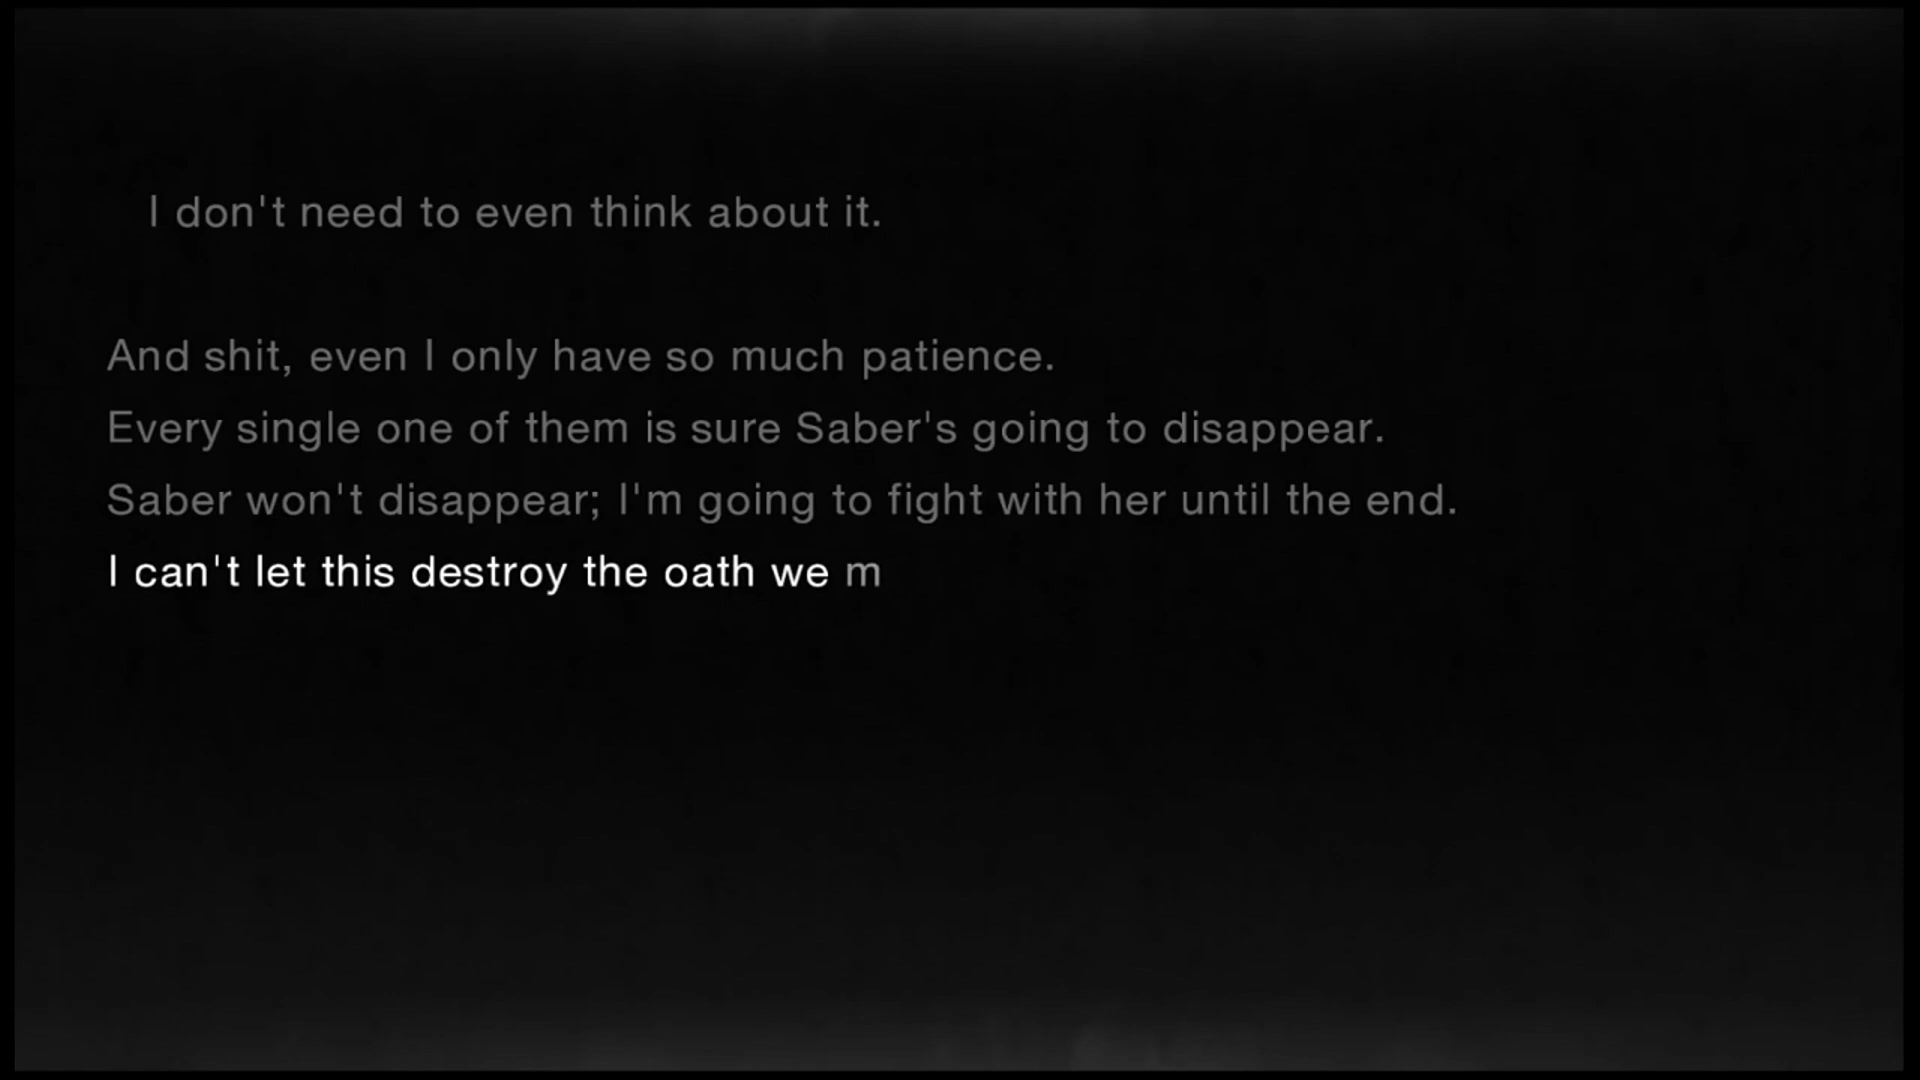 I don't need to even think about it.
And shit, even I only have so much patience.
Every single one of them is sure Saber's going to disappear.
Saber won't disappear; I'm going to fight with her until the end.
I can't let this destroy the oath we m